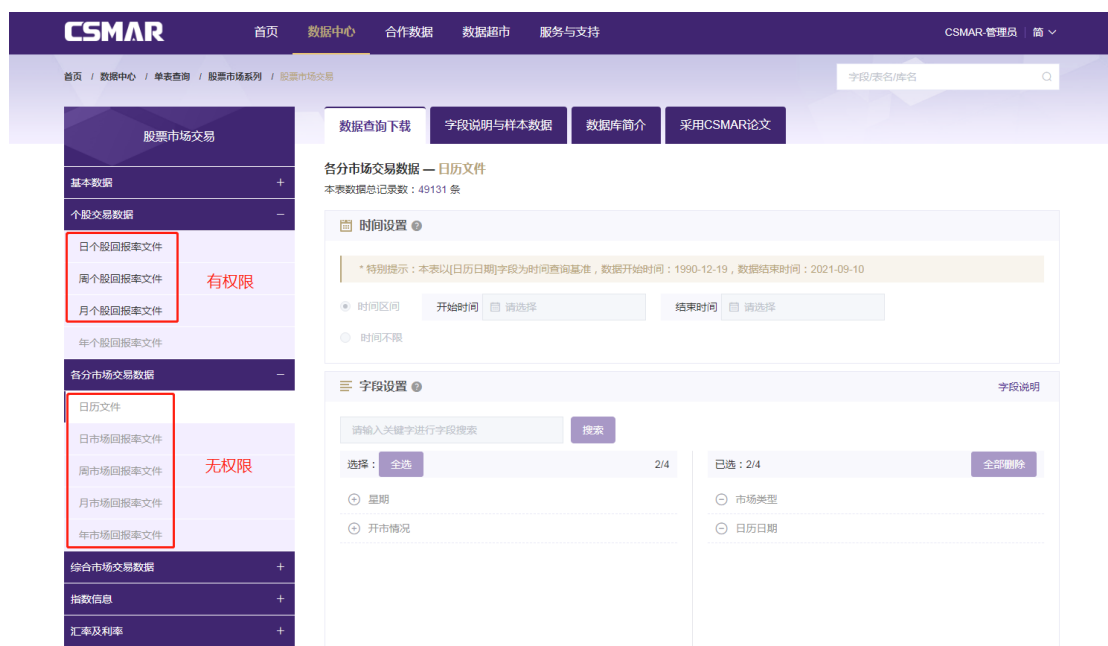 CSMAR 首页 数据中心 合作数据 数据超市 服务与支持 CSMAR-管理员 简
首页 / 数据中心 / 单表查询 / 股票市场系列 / 股票市场交易 字段/表名/库名
股票市场交易
基本数据 +
个股交易数据 −
日个股回报率文件
周个股回报率文件
月个股回报率文件
有权限
年个股回报率文件
各分市场交易数据 −
日历文件
日市场回报率文件
周市场回报率文件
月市场回报率文件
年市场回报率文件
无权限
综合市场交易数据 +
指数信息 +
汇率及利率 +
数据查询下载 字段说明与样本数据 数据库简介 采用CSMAR论文
各分市场交易数据 — 日历文件
本表数据总记录数：49131 条
时间设置
* 特别提示：本表以[日历日期]字段为时间查询基准，数据开始时间：1990-12-19，数据结束时间：2021-09-10
时间区间 开始时间 请选择 结束时间 请选择
时间不限
字段设置 字段说明
请输入关键字进行字段搜索 搜索
选择： 全选 2/4 已选：2/4 全部删除
星期 市场类型
开市情况 日历日期